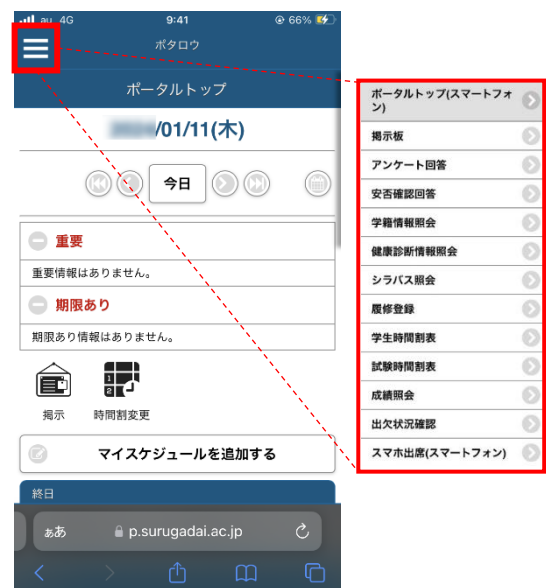 au 4G 9:41 66%
ポタロウ
ポータルトップ
/01/11(木)
今日
重要
重要情報はありません。
期限あり
期限あり情報はありません。
掲示 時間割変更
マイスケジュールを追加する
終日
ぁあ p.surugadai.ac.jp
ポータルトップ(スマートフォ
ン)
掲示板
アンケート回答
安否確認回答
学籍情報照会
健康診断情報照会
シラバス照会
履修登録
学生時間割表
試験時間割表
成績照会
出欠状況確認
スマホ出席(スマートフォン)